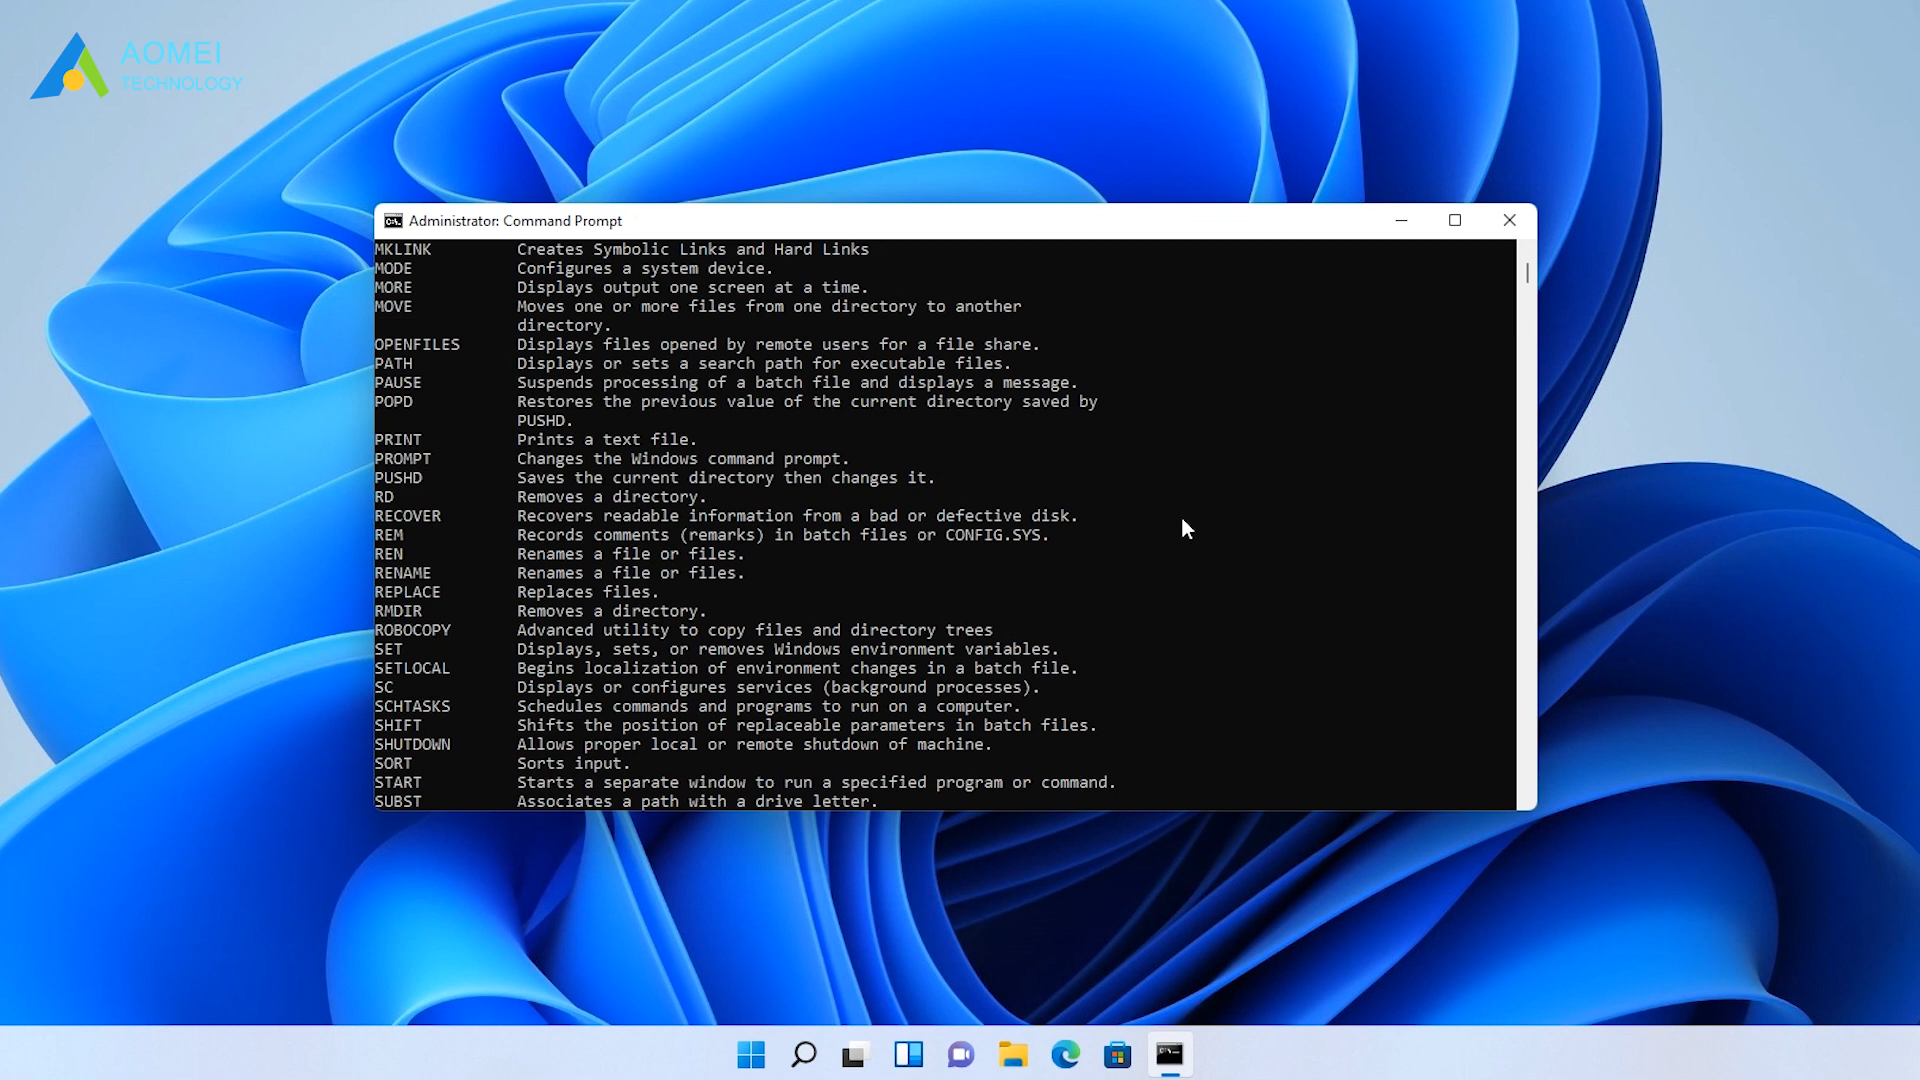 AOMEI
TECHNOLOGY
Administrator: Command Prompt
MKLINK Creates Symbolic Links and Hard Links
MODE Configures a system device.
MORE Displays output one screen at a time.
MOVE Moves one or more files from one directory to another
directory.
OPENFILES Displays files opened by remote users for a file share.
PATH Displays or sets a search path for executable files.
PAUSE Suspends processing of a batch file and displays a message.
POPD Restores the previous value of the current directory saved by
PUSHD.
PRINT Prints a text file.
PROMPT Changes the Windows command prompt.
PUSHD Saves the current directory then changes it.
RD Removes a directory.
RECOVER Recovers readable information from a bad or defective disk.
REM Records comments (remarks) in batch files or CONFIG.SYS.
REN Renames a file or files.
RENAME Renames a file or files.
REPLACE Replaces files.
RMDIR Removes a directory.
ROBOCOPY Advanced utility to copy files and directory trees
SET Displays, sets, or removes Windows environment variables.
SETLOCAL Begins localization of environment changes in a batch file.
SC Displays or configures services (background processes).
SCHTASKS Schedules commands and programs to run on a computer.
SHIFT Shifts the position of replaceable parameters in batch files.
SHUTDOWN Allows proper local or remote shutdown of machine.
SORT Sorts input.
START Starts a separate window to run a specified program or command.
SUBST Associates a path with a drive letter.